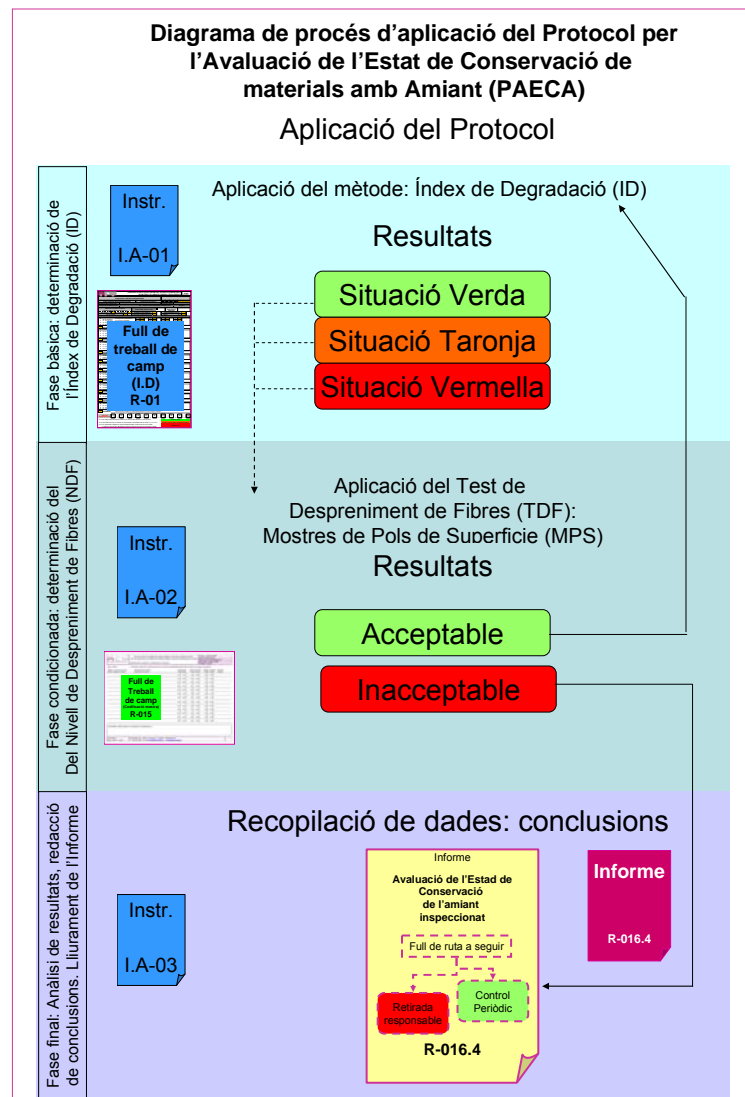 Diagrama de procés d'aplicació del Protocol per
l'Avaluació de l'Estat de Conservació de
materials amb Amiant (PAECA)
Aplicació del Protocol
Fase bàsica: determinació de
l'Índex de Degradació (ID)
Instr.
I.A-01
Full de
treball de
camp
(I.D)
R-01
Aplicació del mètode: Índex de Degradació (ID)
Resultats
Situació Verda
Situació Taronja
Situació Vermella
Fase condicionada: determinació del
Del Nivell de Despreniment de Fibres (NDF)
Instr.
I.A-02
Full de
Treball
de camp
R-015
Aplicació del Test de
Despreniment de Fibres (TDF):
Mostres de Pols de Superficie (MPS)
Resultats
Acceptable
Inacceptable
Fase final: Anàlisi de resultats, redacció
de conclusions. Lliurament de l'Informe
Instr.
I.A-03
Recopilació de dades: conclusions
Informe
Avaluació de l'Estad de
Conservació
de l'amiant
inspeccionat
Full de ruta a seguir
Retirada
responsable
Control
Periòdic
R-016.4
Informe
R-016.4